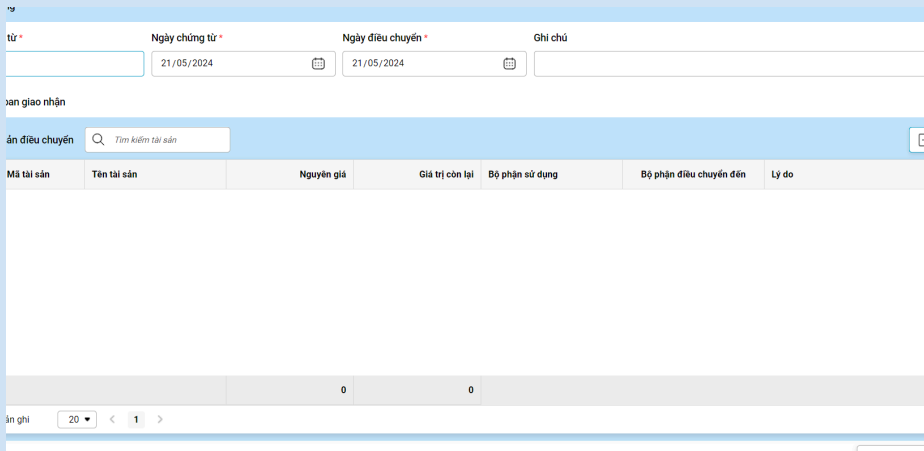 từ *
Ngày chứng từ *
Ngày điều chuyển *
Ghi chú
21/05/2024
21/05/2024
ban giao nhận
sản điều chuyển
Tìm kiếm tài sản
Mã tài sản
Tên tài sản
Nguyên giá
Giá trị còn lại
Bộ phận sử dụng
Bộ phận điều chuyển đến
Lý do
0
0
ản ghi
20
1